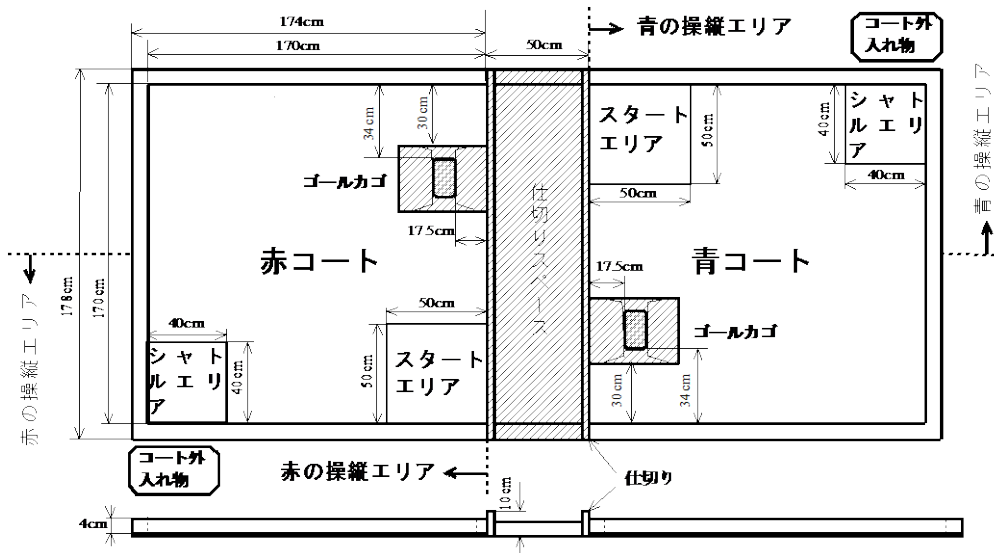 174cm
170cm
50cm
青の操縦エリア
コート外
入れ物
34cm
30cm
ゴールカゴ
17.5cm
赤コート
178cm
170cm
40cm
シャト
ルエリ
ア
40cm
50cm
50cm
スタート
エリア
仕切りスペース
スタート
エリア
50cm
50cm
シャト
ルエリ
ア
40cm
40cm
青の操縦エリア
青コート
17.5cm
ゴールカゴ
30cm
34cm
赤の操縦エリア
コート外
入れ物
赤の操縦エリア
仕切り
10cm
4cm